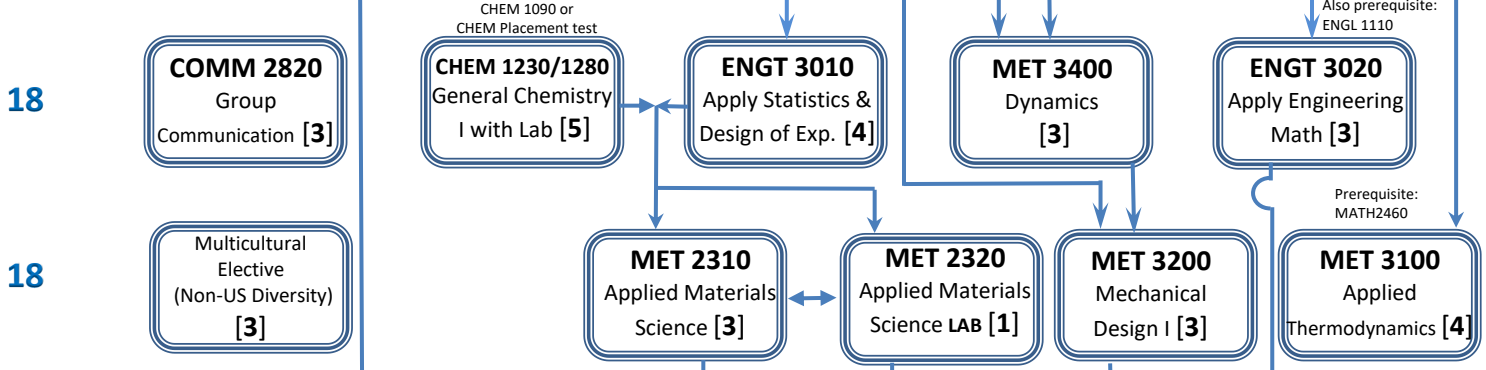 CHEM 1090 or
CHEM Placement test
Also prerequisite:
ENGL 1110
18
COMM 2820
Group
Communication [3]
CHEM 1230/1280
General Chemistry
I with Lab [5]
ENGT 3010
Apply Statistics &
Design of Exp. [4]
MET 3400
Dynamics
[3]
ENGT 3020
Apply Engineering
Math [3]
Prerequisite:
MATH2460
18
Multicultural
Elective
(Non-US Diversity)
[3]
MET 2310
Applied Materials
Science [3]
MET 2320
Applied Materials
Science LAB [1]
MET 3200
Mechanical
Design I [3]
MET 3100
Applied
Thermodynamics [4]